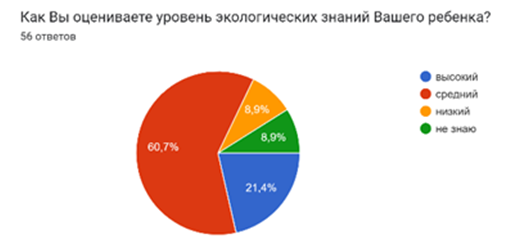 Как Вы оцениваете уровень экологических знаний Вашего ребенка?
56 ответов
высокий
средний
низкий
не знаю
8,9%
8,9%
60,7%
21,4%